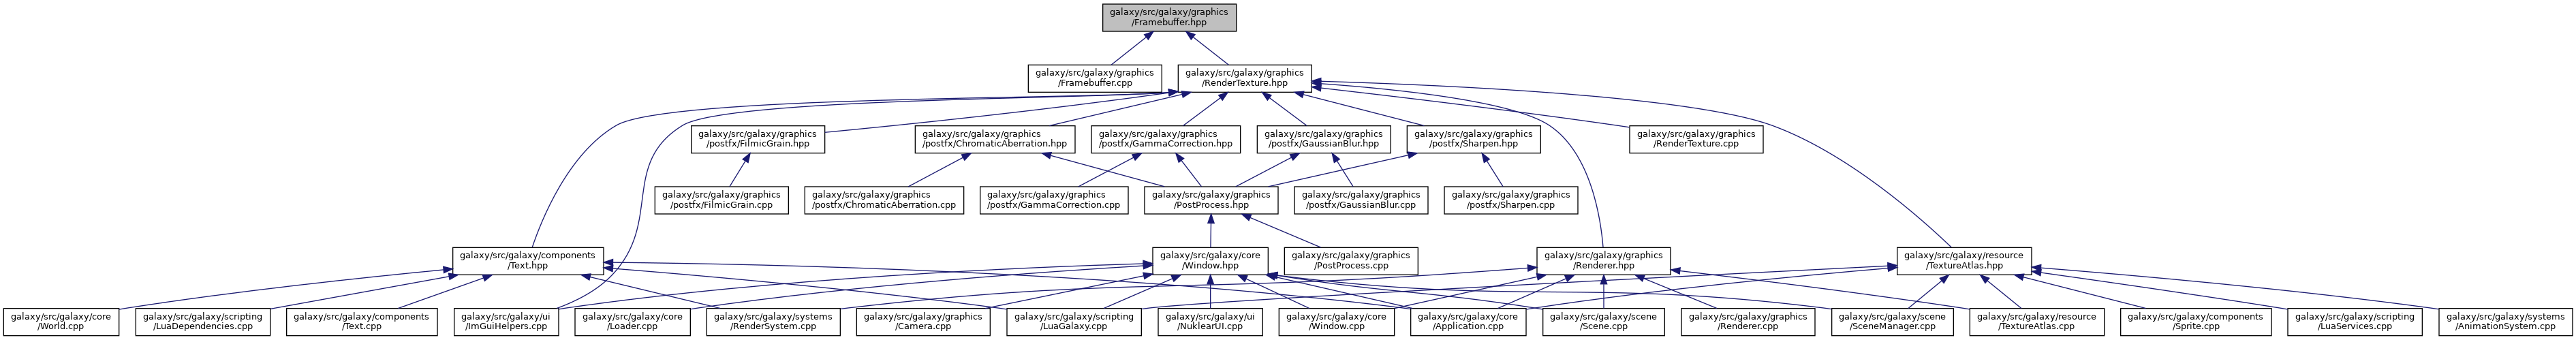 galaxy/src/galaxy/graphics
/Framebuffer.hpp
galaxy/src/galaxy/graphics
/Framebuffer.cpp
galaxy/src/galaxy/graphics
/RenderTexture.hpp
galaxy/src/galaxy/graphics
/postfx/FilmicGrain.hpp
galaxy/src/galaxy/graphics
/postfx/ChromaticAberration.hpp
galaxy/src/galaxy/graphics
/postfx/GammaCorrection.hpp
galaxy/src/galaxy/graphics
/postfx/GaussianBlur.hpp
galaxy/src/galaxy/graphics
/postfx/Sharpen.hpp
galaxy/src/galaxy/graphics
/RenderTexture.cpp
galaxy/src/galaxy/graphics
/postfx/FilmicGrain.cpp
galaxy/src/galaxy/graphics
/postfx/ChromaticAberration.cpp
galaxy/src/galaxy/graphics
/postfx/GammaCorrection.cpp
galaxy/src/galaxy/graphics
/PostProcess.hpp
galaxy/src/galaxy/graphics
/postfx/GaussianBlur.cpp
galaxy/src/galaxy/graphics
/postfx/Sharpen.cpp
galaxy/src/galaxy/components
/Text.hpp
galaxy/src/galaxy/core
/Window.hpp
galaxy/src/galaxy/graphics
/PostProcess.cpp
galaxy/src/galaxy/graphics
/Renderer.hpp
galaxy/src/galaxy/resource
/TextureAtlas.hpp
galaxy/src/galaxy/core
/World.cpp
galaxy/src/galaxy/scripting
/LuaDependencies.cpp
galaxy/src/galaxy/components
/Text.cpp
galaxy/src/galaxy/ui
/ImGuiHelpers.cpp
galaxy/src/galaxy/core
/Loader.cpp
galaxy/src/galaxy/systems
/RenderSystem.cpp
galaxy/src/galaxy/graphics
/Camera.cpp
galaxy/src/galaxy/scripting
/LuaGalaxy.cpp
galaxy/src/galaxy/ui
/NuklearUI.cpp
galaxy/src/galaxy/core
/Window.cpp
galaxy/src/galaxy/core
/Application.cpp
galaxy/src/galaxy/scene
/Scene.cpp
galaxy/src/galaxy/graphics
/Renderer.cpp
galaxy/src/galaxy/scene
/SceneManager.cpp
galaxy/src/galaxy/resource
/TextureAtlas.cpp
galaxy/src/galaxy/components
/Sprite.cpp
galaxy/src/galaxy/scripting
/LuaServices.cpp
galaxy/src/galaxy/systems
/AnimationSystem.cpp